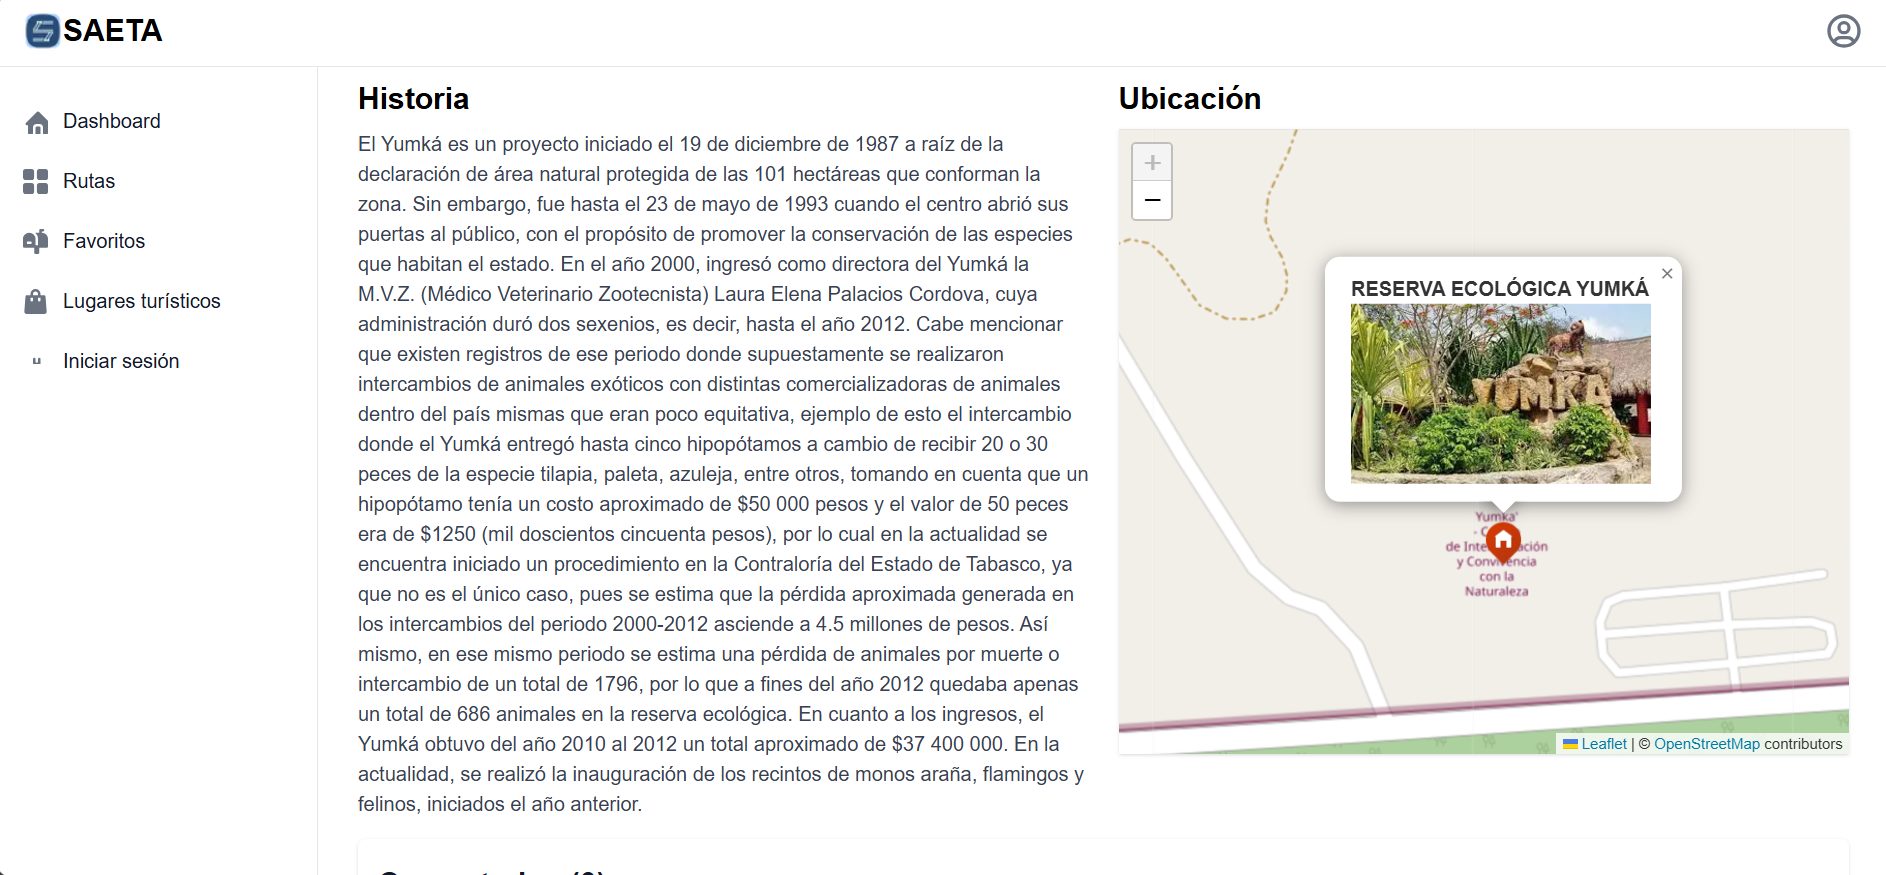 SAETA
Dashboard
Rutas
Favoritos
Lugares turísticos
Iniciar sesión
Historia
El Yumká es un proyecto iniciado el 19 de diciembre de 1987 a raíz de la
declaración de área natural protegida de las 101 hectáreas que conforman la
zona. Sin embargo, fue hasta el 23 de mayo de 1993 cuando el centro abrió sus
puertas al público, con el propósito de promover la conservación de las especies
que habitan el estado. En el año 2000, ingresó como directora del Yumká la
M.V.Z. (Médico Veterinario Zootecnista) Laura Elena Palacios Cordova, cuya
administración duró dos sexenios, es decir, hasta el año 2012. Cabe mencionar
que existen registros de ese periodo donde supuestamente se realizaron
intercambios de animales exóticos con distintas comercializadoras de animales
dentro del país mismas que eran poco equitativa, ejemplo de esto el intercambio
donde el Yumká entregó hasta cinco hipopótamos a cambio de recibir 20 o 30
peces de la especie tilapia, paleta, azuleja, entre otros, tomando en cuenta que un
hipopótamo tenía un costo aproximado de $50 000 pesos y el valor de 50 peces
era de $1250 (mil doscientos cincuenta pesos), por lo cual en la actualidad se
encuentra iniciado un procedimiento en la Contraloría del Estado de Tabasco, ya
que no es el único caso, pues se estima que la pérdida aproximada generada en
los intercambios del periodo 2000-2012 asciende a 4.5 millones de pesos. Así
mismo, en ese mismo periodo se estima una pérdida de animales por muerte o
intercambio de un total de 1796, por lo que a fines del año 2012 quedaba apenas
un total de 686 animales en la reserva ecológica. En cuanto a los ingresos, el
Yumká obtuvo del año 2010 al 2012 un total aproximado de $37 400 000. En la
actualidad, se realizó la inauguración de los recintos de monos araña, flamingos y
felinos, iniciados el año anterior.
Ubicación
+
−
RESERVA ECOLÓGICA YUMKÁ
×
YUMKA
Yumka'
de Inte
y Conv
con la
Naturaleza
Leaflet | © OpenStreetMap contributors